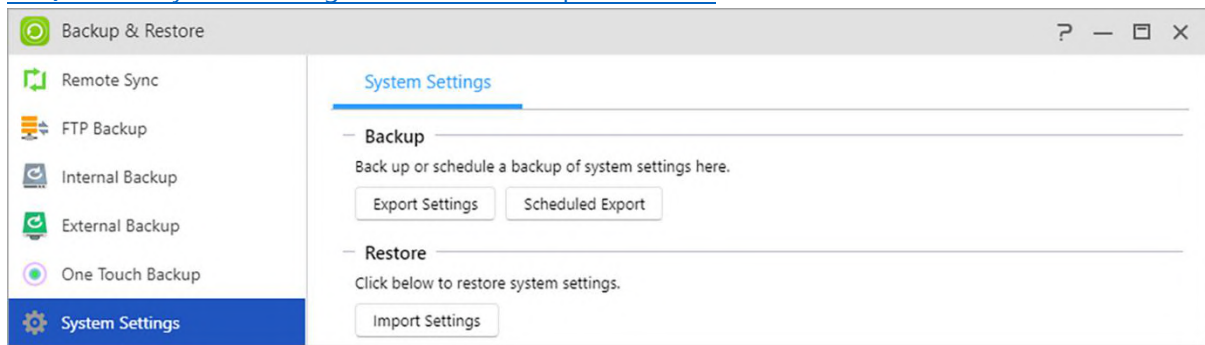 Backup & Restore
Remote Sync
FTP Backup
Internal Backup
External Backup
One Touch Backup
System Settings
System Settings
Backup
Back up or schedule a backup of system settings here.
Export Settings
Scheduled Export
Restore
Click below to restore system settings.
Import Settings